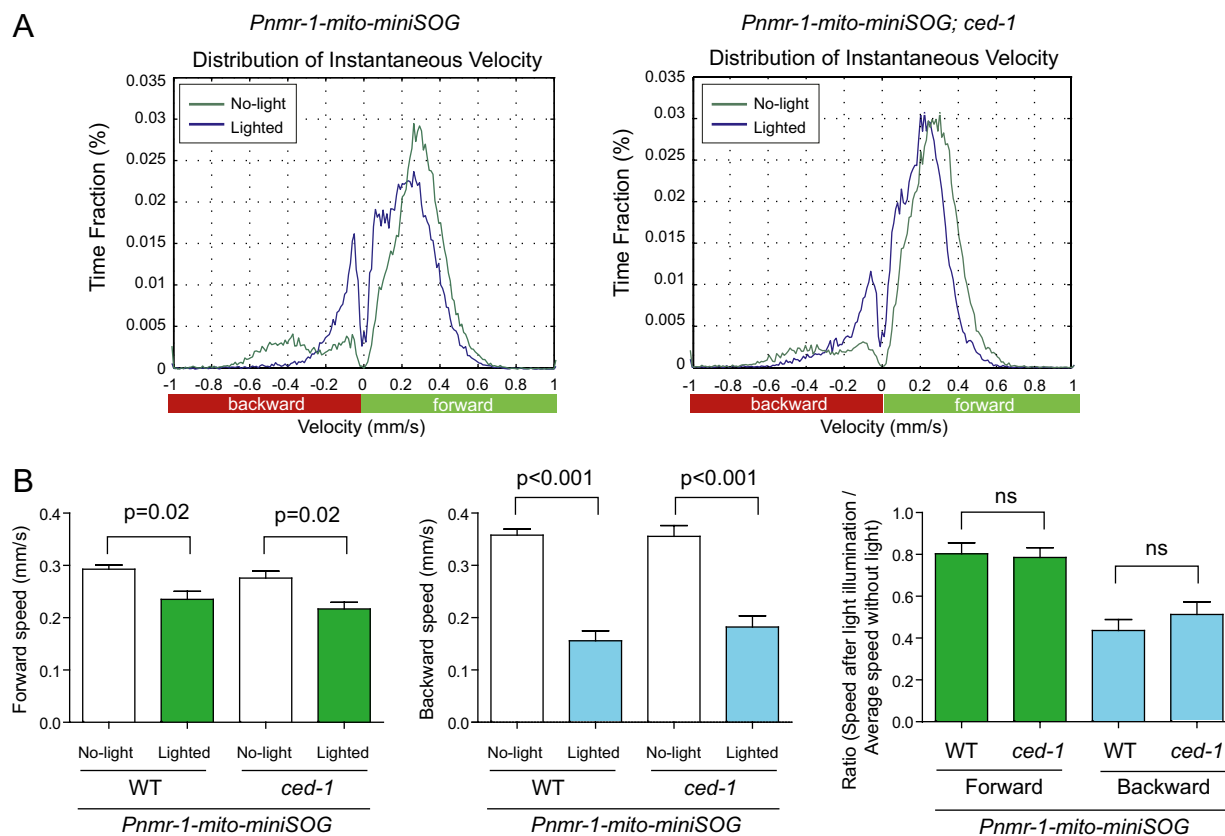 A
Pnmr-1-mito-miniSOG
Distribution of Instantaneous Velocity
No-light
Lighted
Time Fraction (%)
0.035
0.03
0.025
0.02
0.015
0.01
0.005
0
-1 -0.8 -0.6 -0.4 -0.2 0 0.2 0.4 0.6 0.8 1
backward forward
Velocity (mm/s)
Pnmr-1-mito-miniSOG; ced-1
Distribution of Instantaneous Velocity
No-light
Lighted
Time Fraction (%)
0.035
0.03
0.025
0.02
0.015
0.01
0.005
0
-1 -0.8 -0.6 -0.4 -0.2 0 0.2 0.4 0.6 0.8 1
backward forward
Velocity (mm/s)
B
p=0.02 p=0.02
Forward speed (mm/s)
0.4
0.3
0.2
0.1
0.0
No-light Lighted No-light Lighted
WT ced-1
Pnmr-1-mito-miniSOG
p<0.001 p<0.001
Backward speed (mm/s)
0.4
0.3
0.2
0.1
0.0
No-light Lighted No-light Lighted
WT ced-1
Pnmr-1-mito-miniSOG
ns
ns
Ratio (Speed after light illumination /
Average speed without light)
1.0
0.8
0.6
0.4
0.2
0.0
WT ced-1 WT ced-1
Forward Backward
Pnmr-1-mito-miniSOG